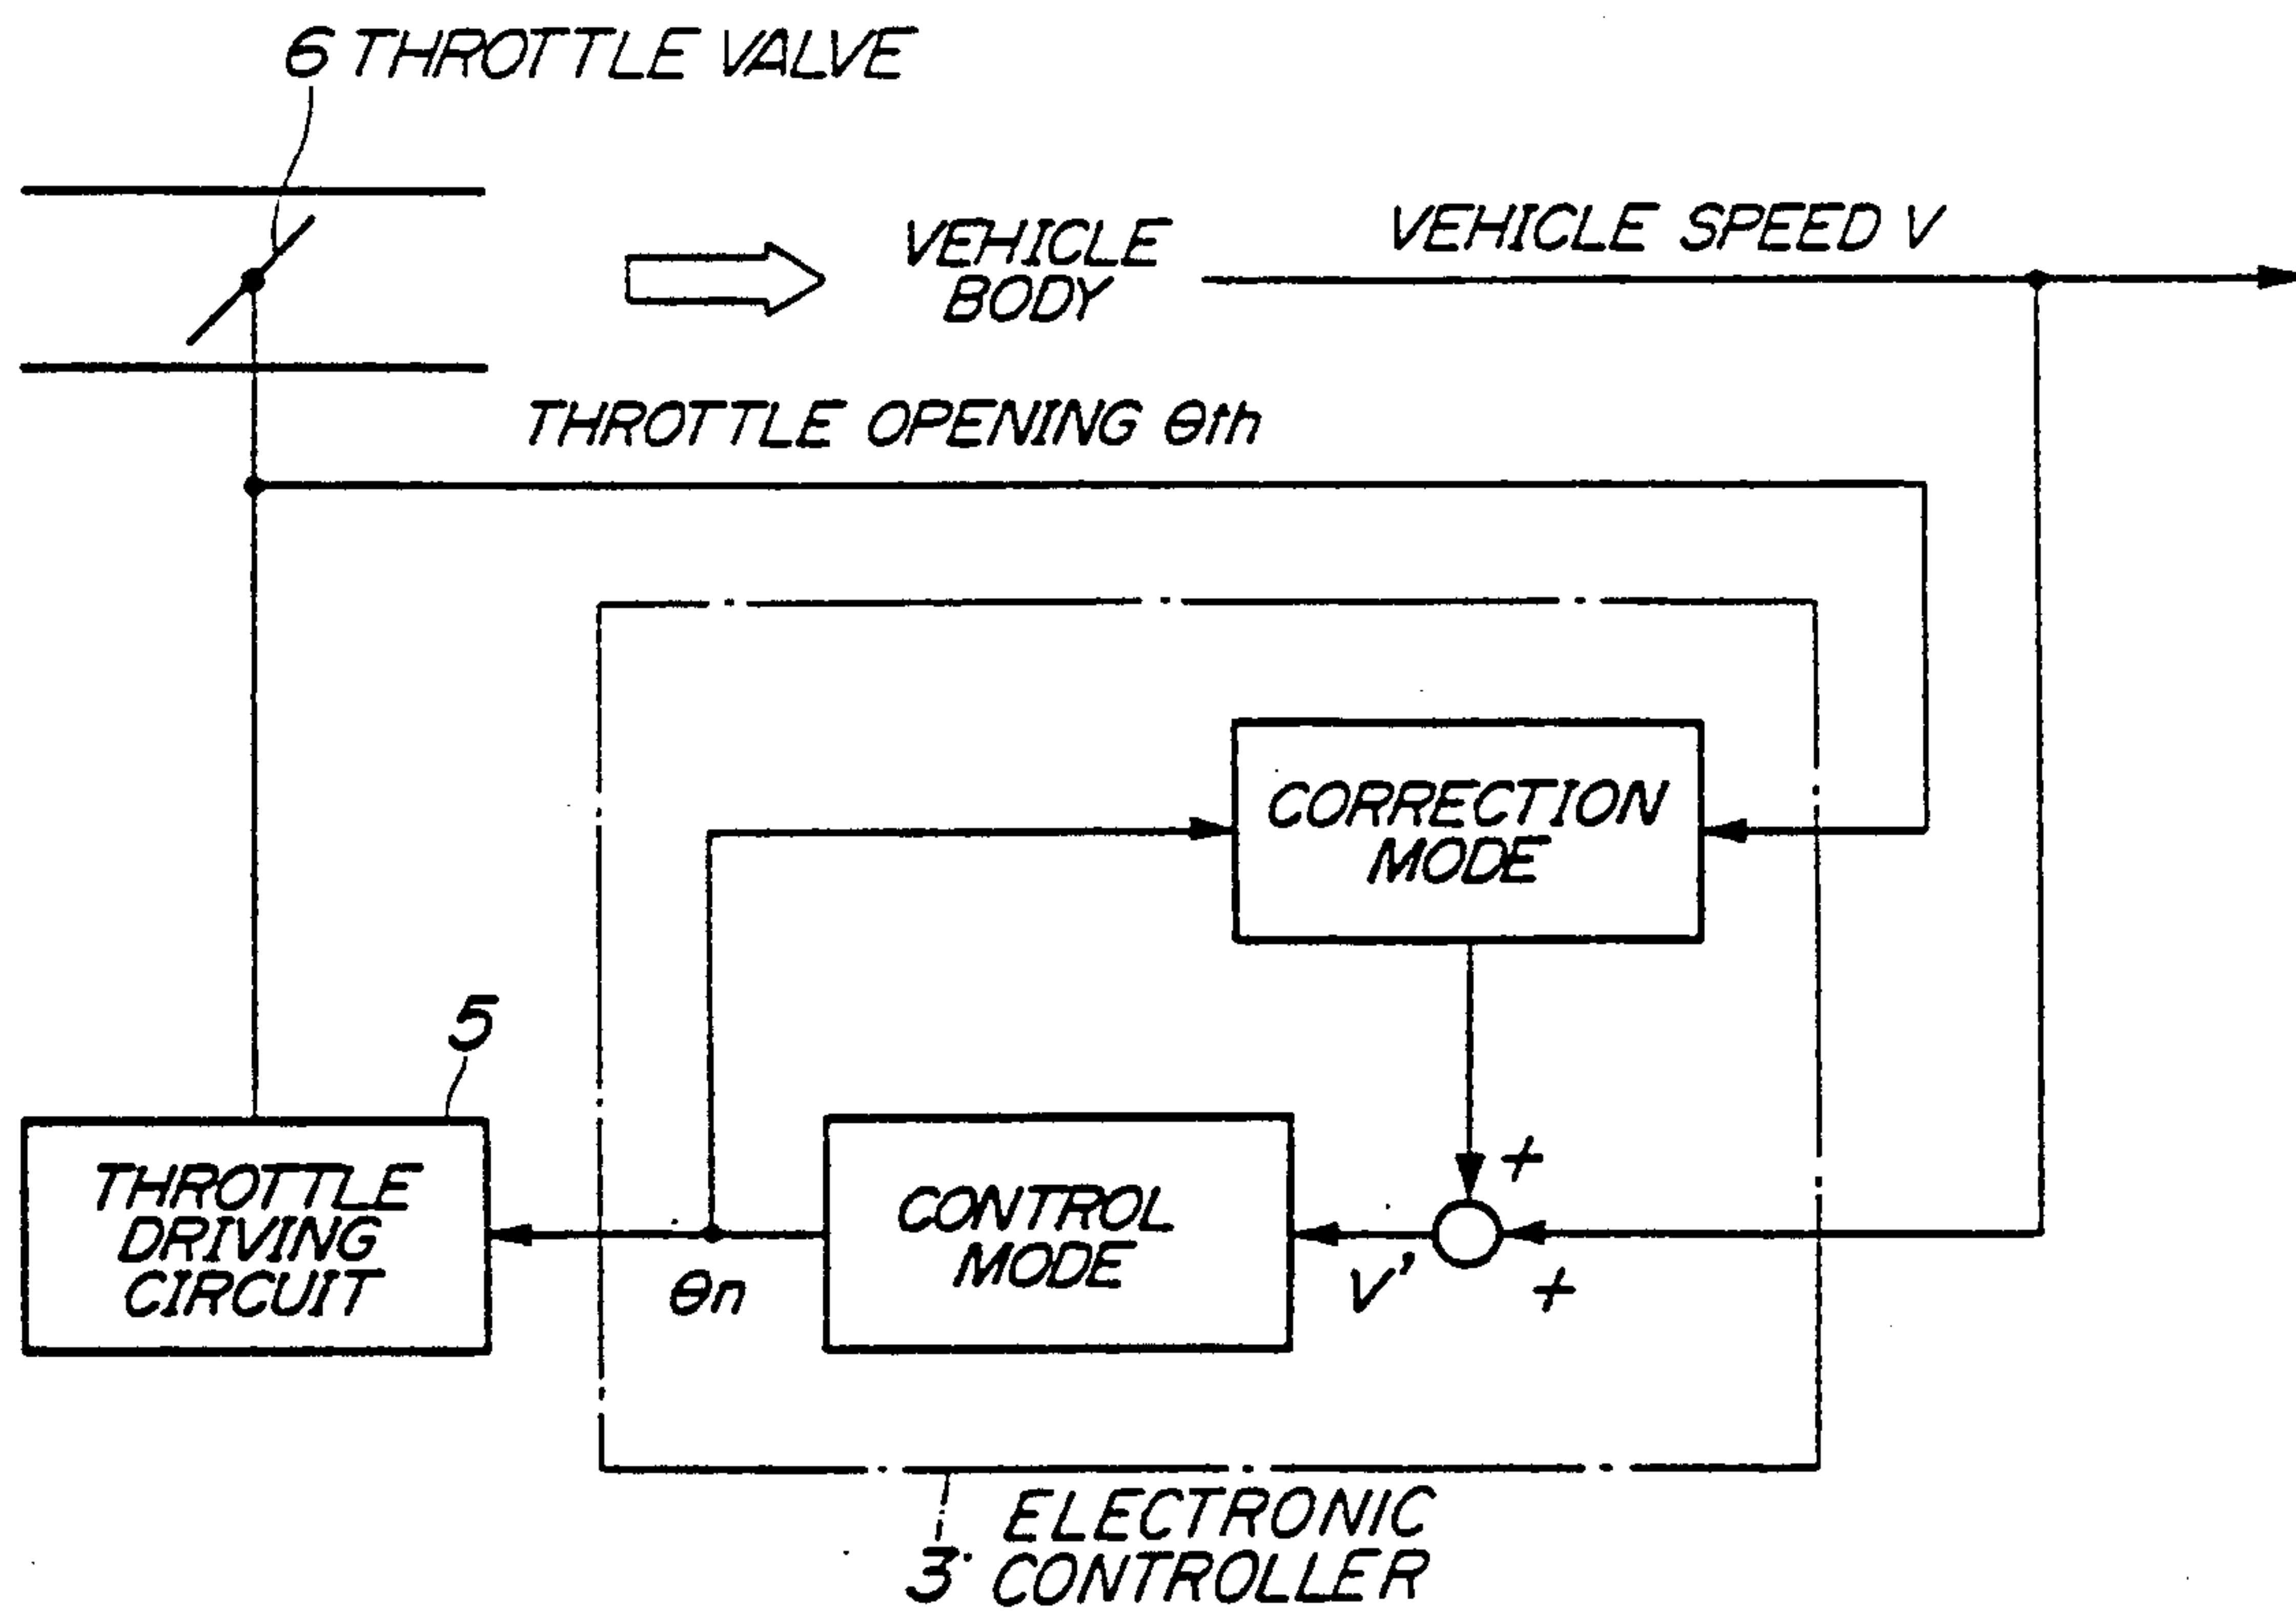 6 THROTTLE VALVE
VEHICLE
BODY
VEHICLE SPEED V
THROTTLE OPENING θth
CORRECTION
MODE
5
THROTTLE
DRIVING
CIRCUIT
θn
CONTROL
MODE
V'
+
+
3 ELECTRONIC
CONTROLLER